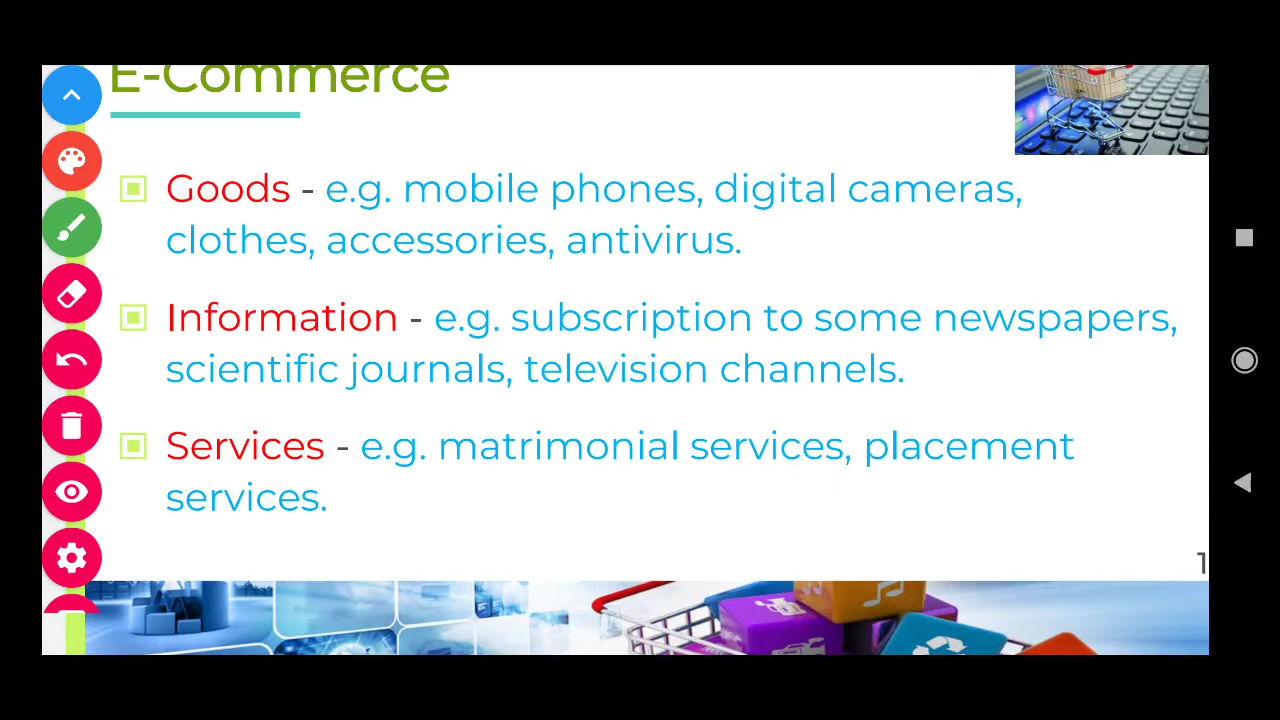 E-Commerce
Goods - e.g. mobile phones, digital cameras,
clothes, accessories, antivirus.
Information - e.g. subscription to some newspapers,
scientific journals, television channels.
Services - e.g. matrimonial services, placement
services.
1